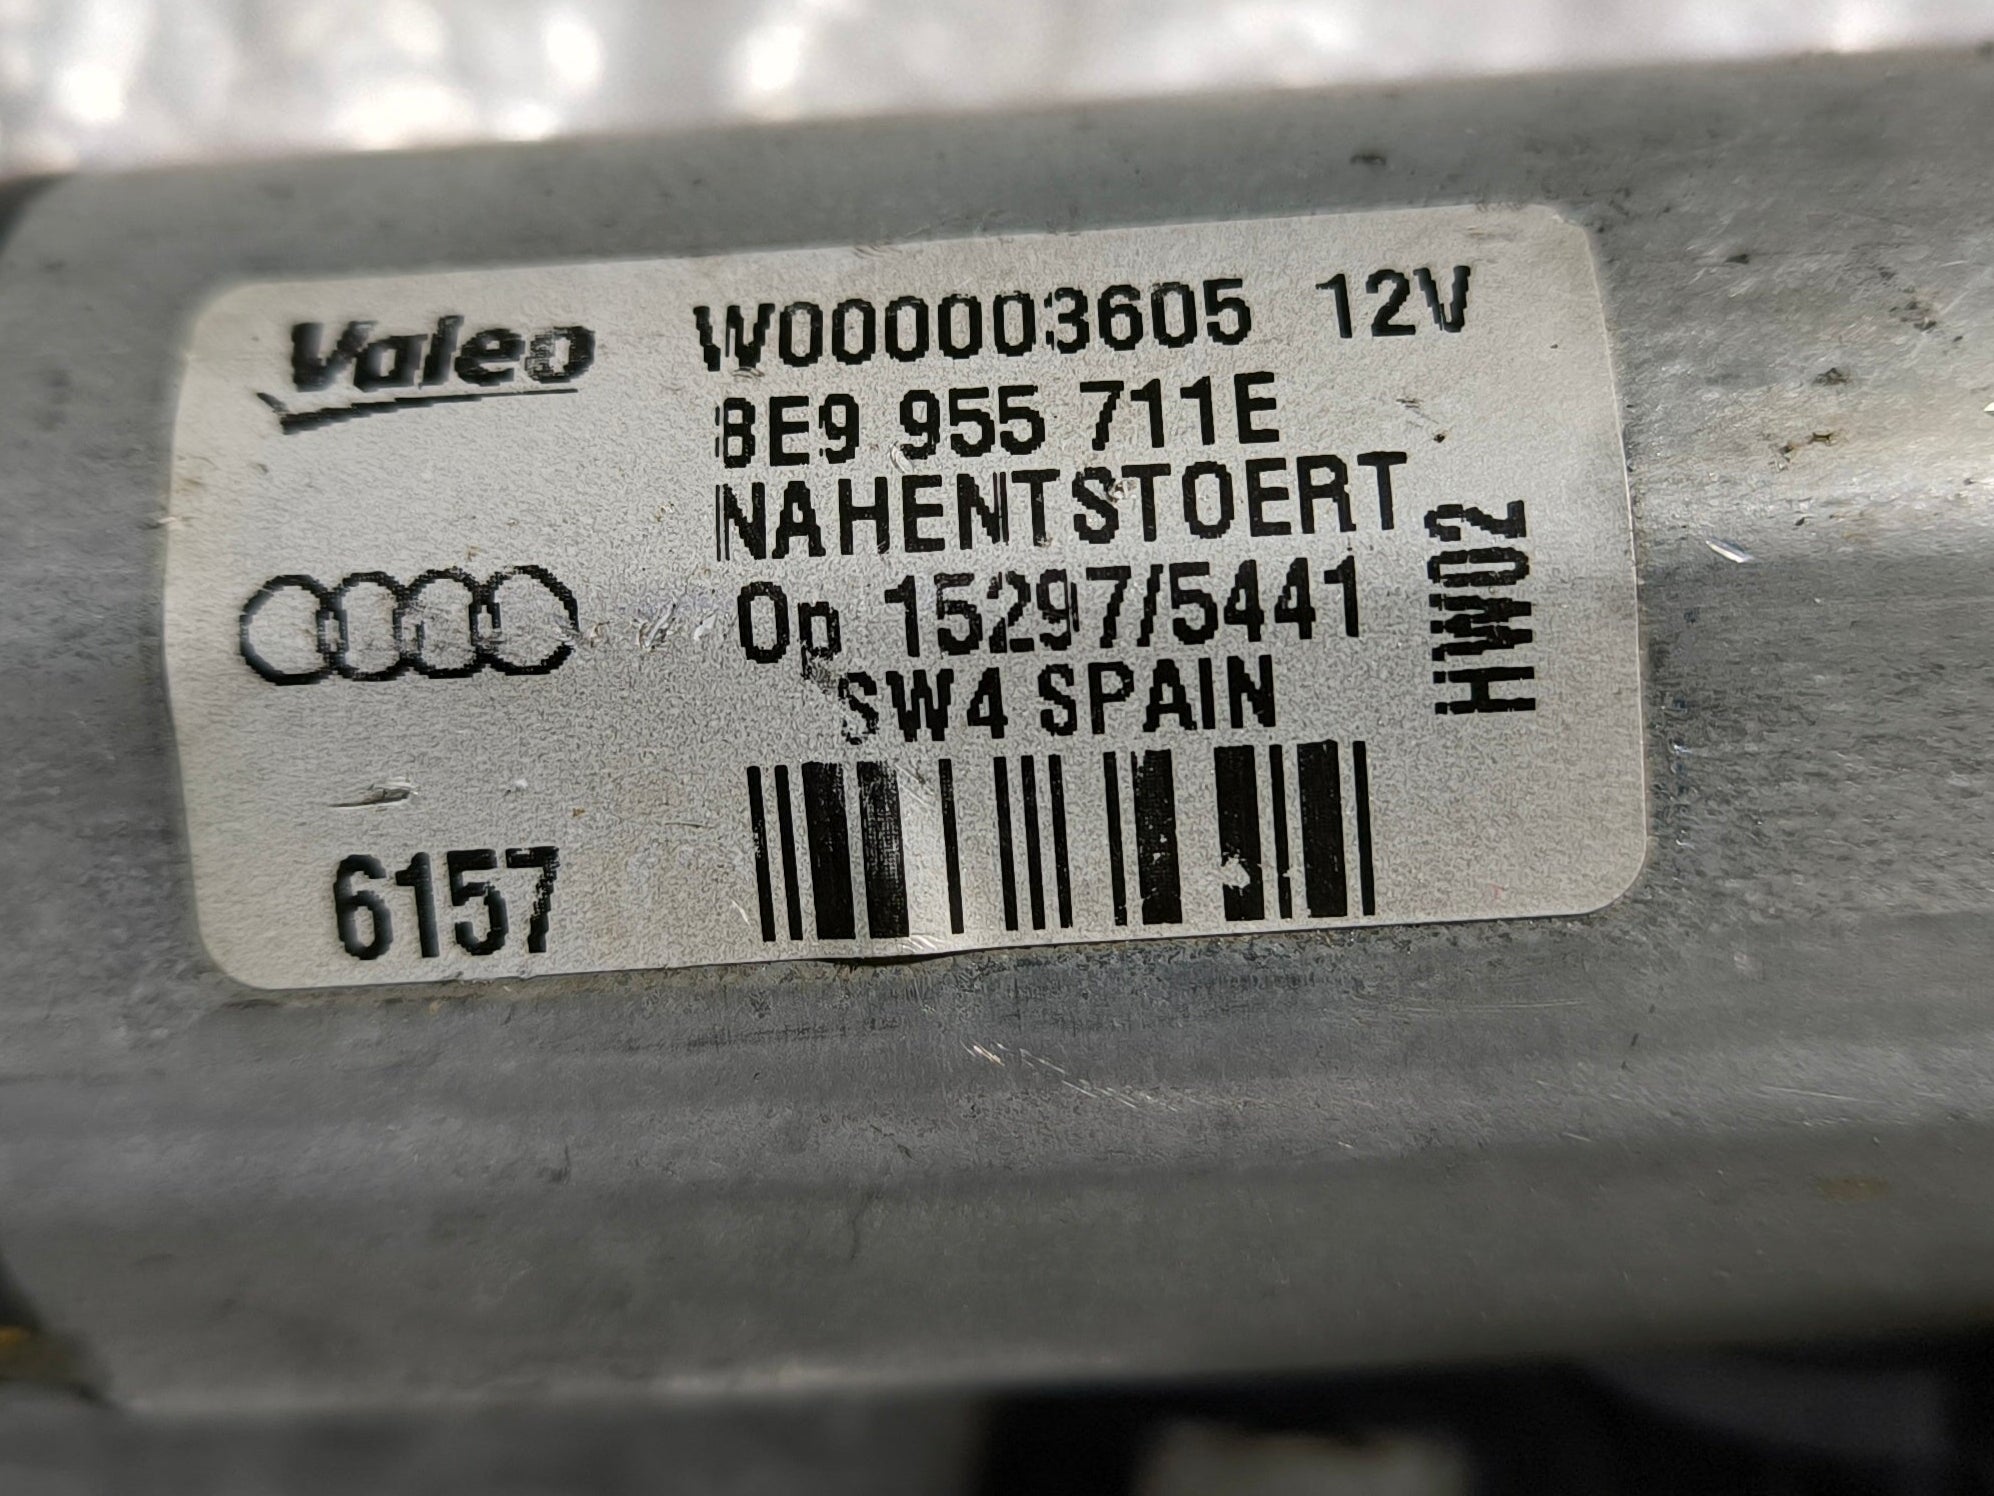 Valeo W000003605 12V
8E9 955 711E
NAHENTSTOERT
Op 15297/5441
SW4 SPAIN
HW02
6157